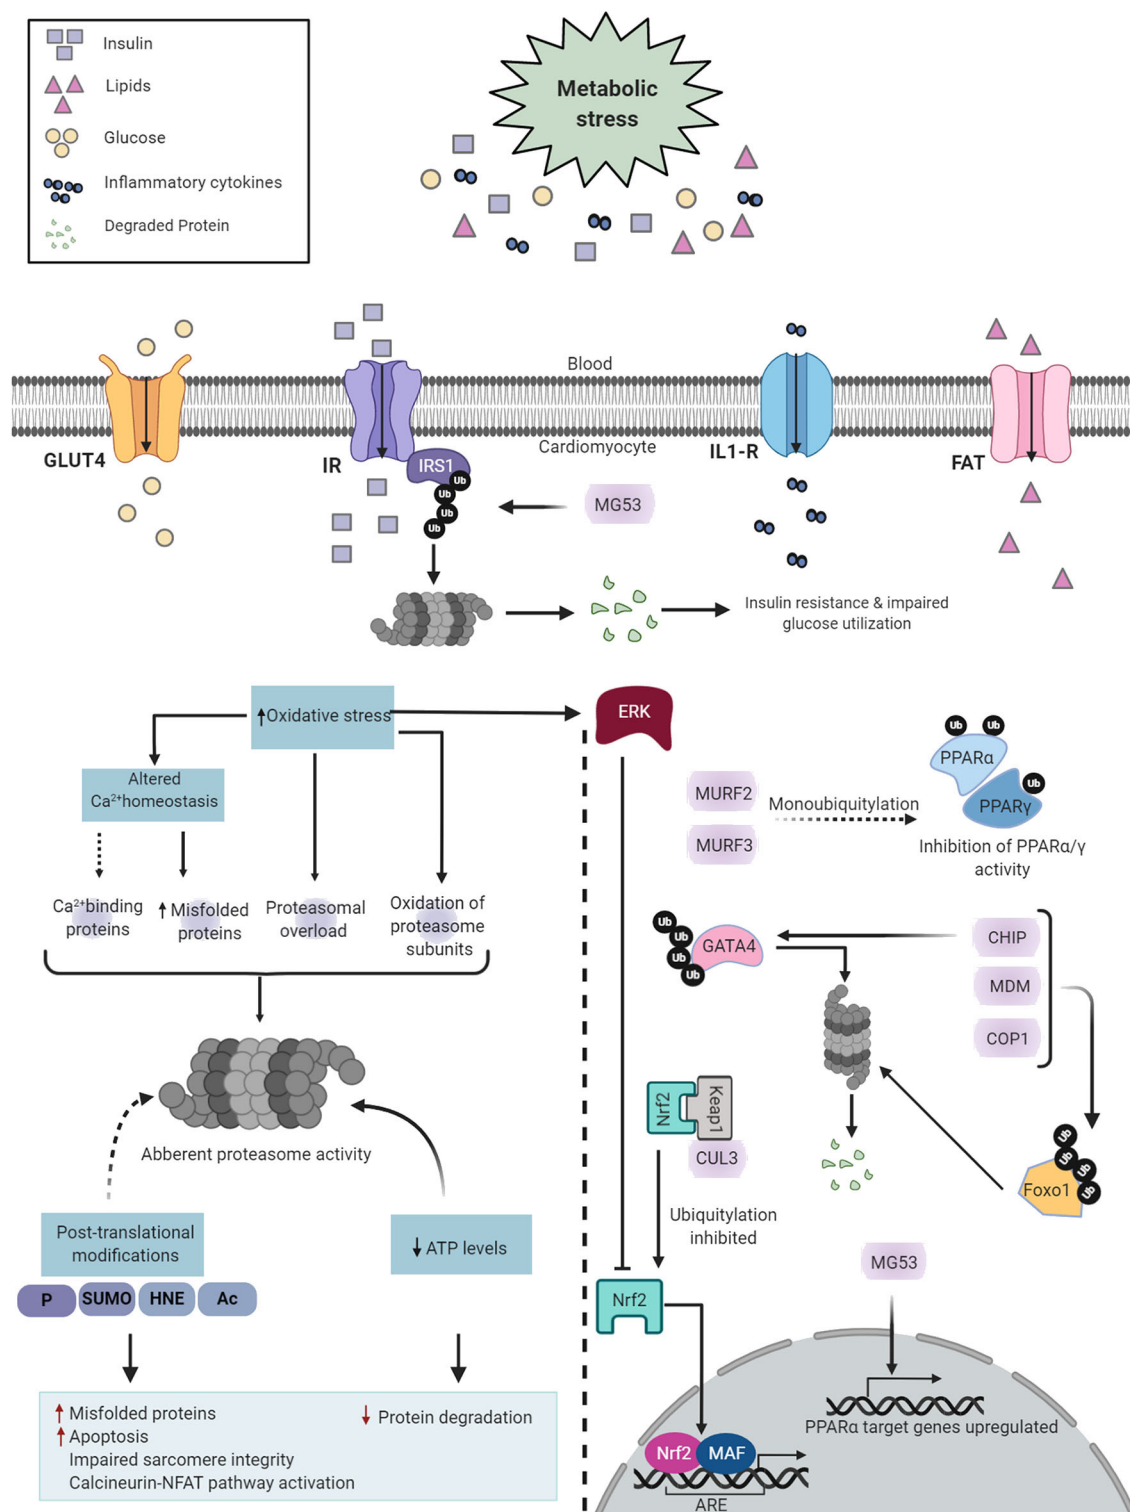 Insulin
Lipids
Glucose
Inflammatory cytokines
Degraded Protein
Metabolic
stress
Blood
Cardiomyocyte
GLUT4
IR
IRS1
Ub
Ub
Ub
Ub
MG53
IL1-R
FAT
Insulin resistance & impaired
glucose utilization
↑Oxidative stress
Altered
Ca²⁺homeostasis
Ca²⁺binding
proteins
↑ Misfolded
proteins
Proteasomal
overload
Oxidation of
proteasome
subunits
Abberent proteasome activity
Post-translational
modifications
P
SUMO
HNE
Ac
↓ ATP levels
↑ Misfolded proteins
↑ Apoptosis
Impaired sarcomere integrity
Calcineurin-NFAT pathway activation
↓ Protein degradation
ERK
MURF2
MURF3
Monoubiquitylation
Ub
Ub
PPARα
Ub
PPARγ
Inhibition of PPARα/γ
activity
Ub
Ub
Ub
Ub
GATA4
CHIP
MDM
COP1
Nrf2
Keap1
CUL3
Ubiquitylation
inhibited
Ub
Ub
Ub
Ub
Foxo1
Nrf2
MG53
PPARα target genes upregulated
Nrf2
MAF
ARE